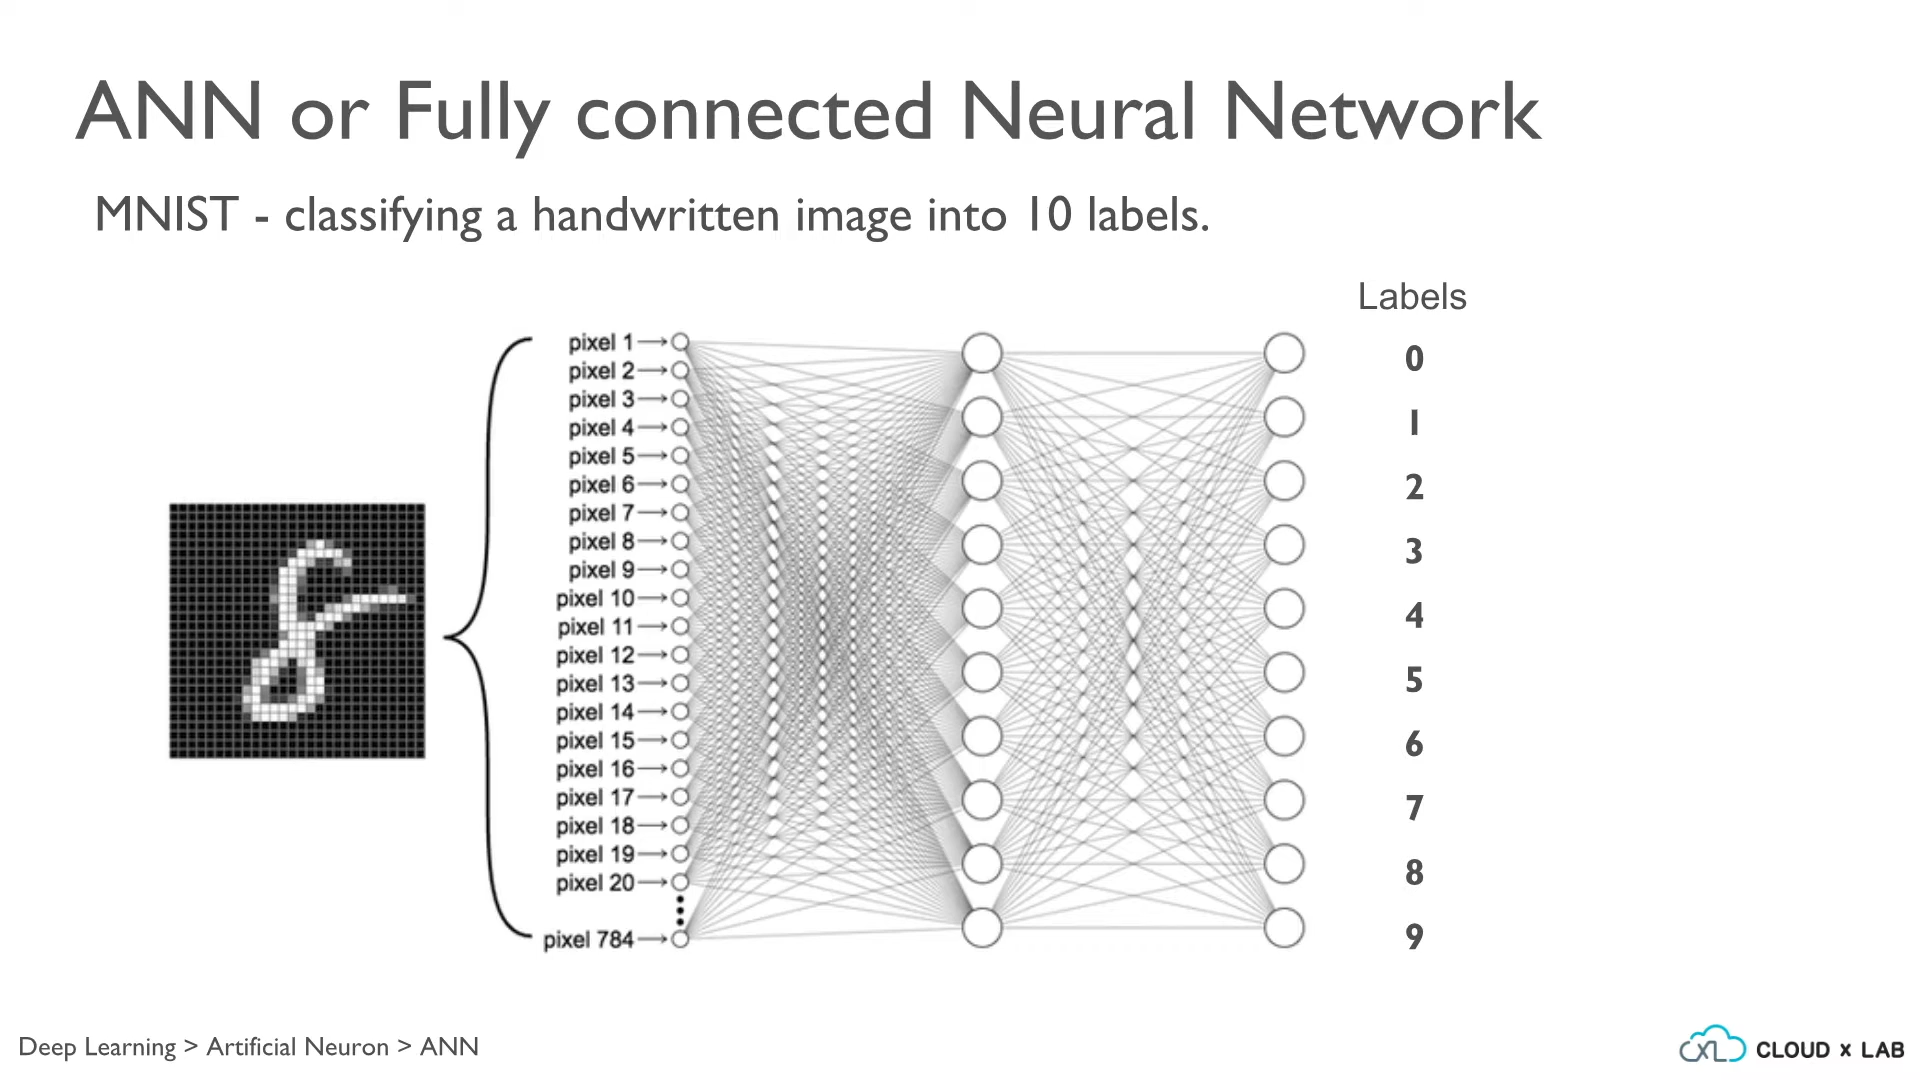 ANN or Fully connected Neural Network
MNIST - classifying a handwritten image into 10 labels.
Labels
pixel 1
pixel 2
pixel 3
pixel 4
pixel 5
pixel 6
pixel 7
pixel 8
pixel 9
pixel 10
pixel 11
pixel 12
pixel 13
pixel 14
pixel 15
pixel 16
pixel 17
pixel 18
pixel 19
pixel 20
pixel 784
0
1
2
3
4
5
6
7
8
9
Deep Learning > Artificial Neuron > ANN
CXL CLOUD x LAB